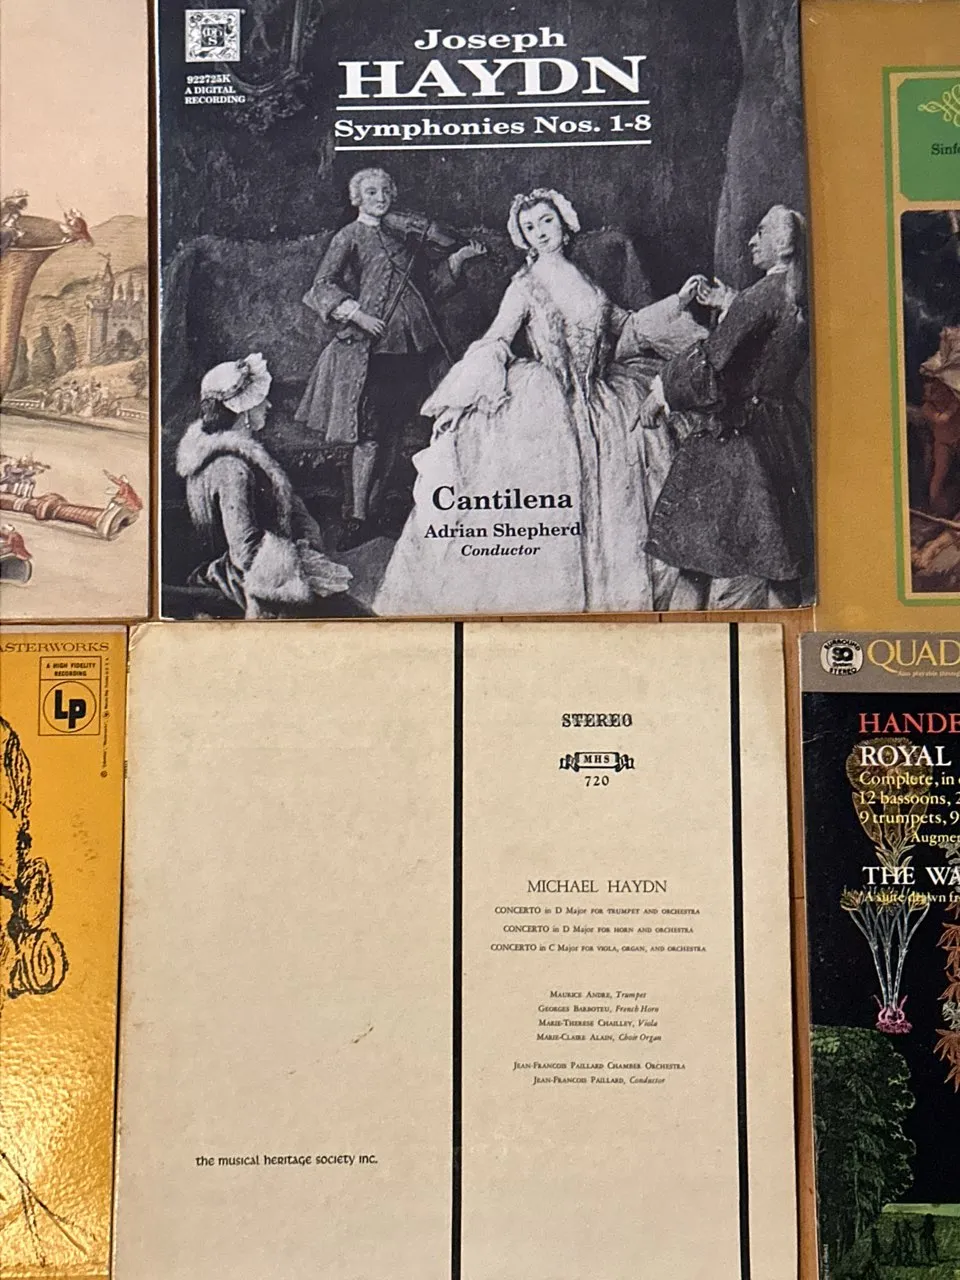 922725K
A DIGITAL
RECORDING
Joseph
HAYDN
Symphonies Nos. 1-8
Cantilena
Adrian Shepherd
Conductor
Sinfo
ASTERWORKS
A HIGH FIDELITY
RECORDING
Lp
STEREO
MHS
720
MICHAEL HAYDN
CONCERTO in D Major FOR TRUMPET AND ORCHESTRA
CONCERTO in D Major FOR HORN AND ORCHESTRA
CONCERTO in C Major FOR VIOLA, ORGAN, AND ORCHESTRA
MAURICE ANDRE, Trumpet
GEORGES BARBOTEU, French Horn
MARIE-THERESE CHAILLEY, Viola
MARIE-CLAIRE ALAIN, Choir Organ
JEAN-FRANCOIS PAILLARD CHAMBER ORCHESTRA
JEAN-FRANCOIS PAILLARD, Conductor
the musical heritage society inc.
SURROUND
SQ
System
STEREO
QUAD
HANDE
ROYAL
Complete, in
12 bassoons, 2
9 trumpets, 9
Augme
THE WA
A suite drawn fr